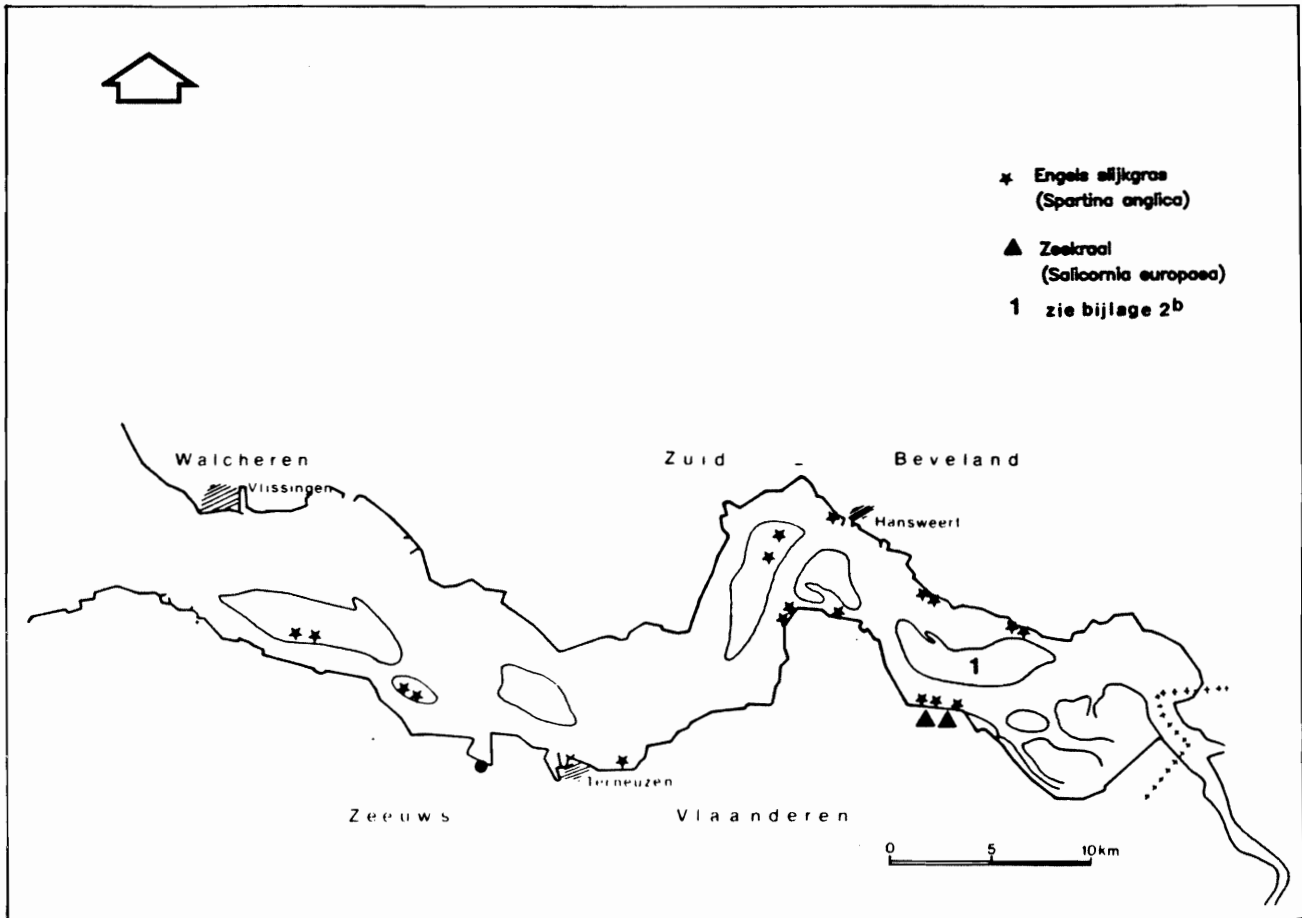 Engels slijkgras
(Spartina anglica)
Zeekraal
(Salicornia europaea)
1 zie bijlage 2b
Walcheren
Zuid - Beveland
Vlissingen
Hansweert
1
Terneuzen
Zeeuws Vlaanderen
0 5 10km